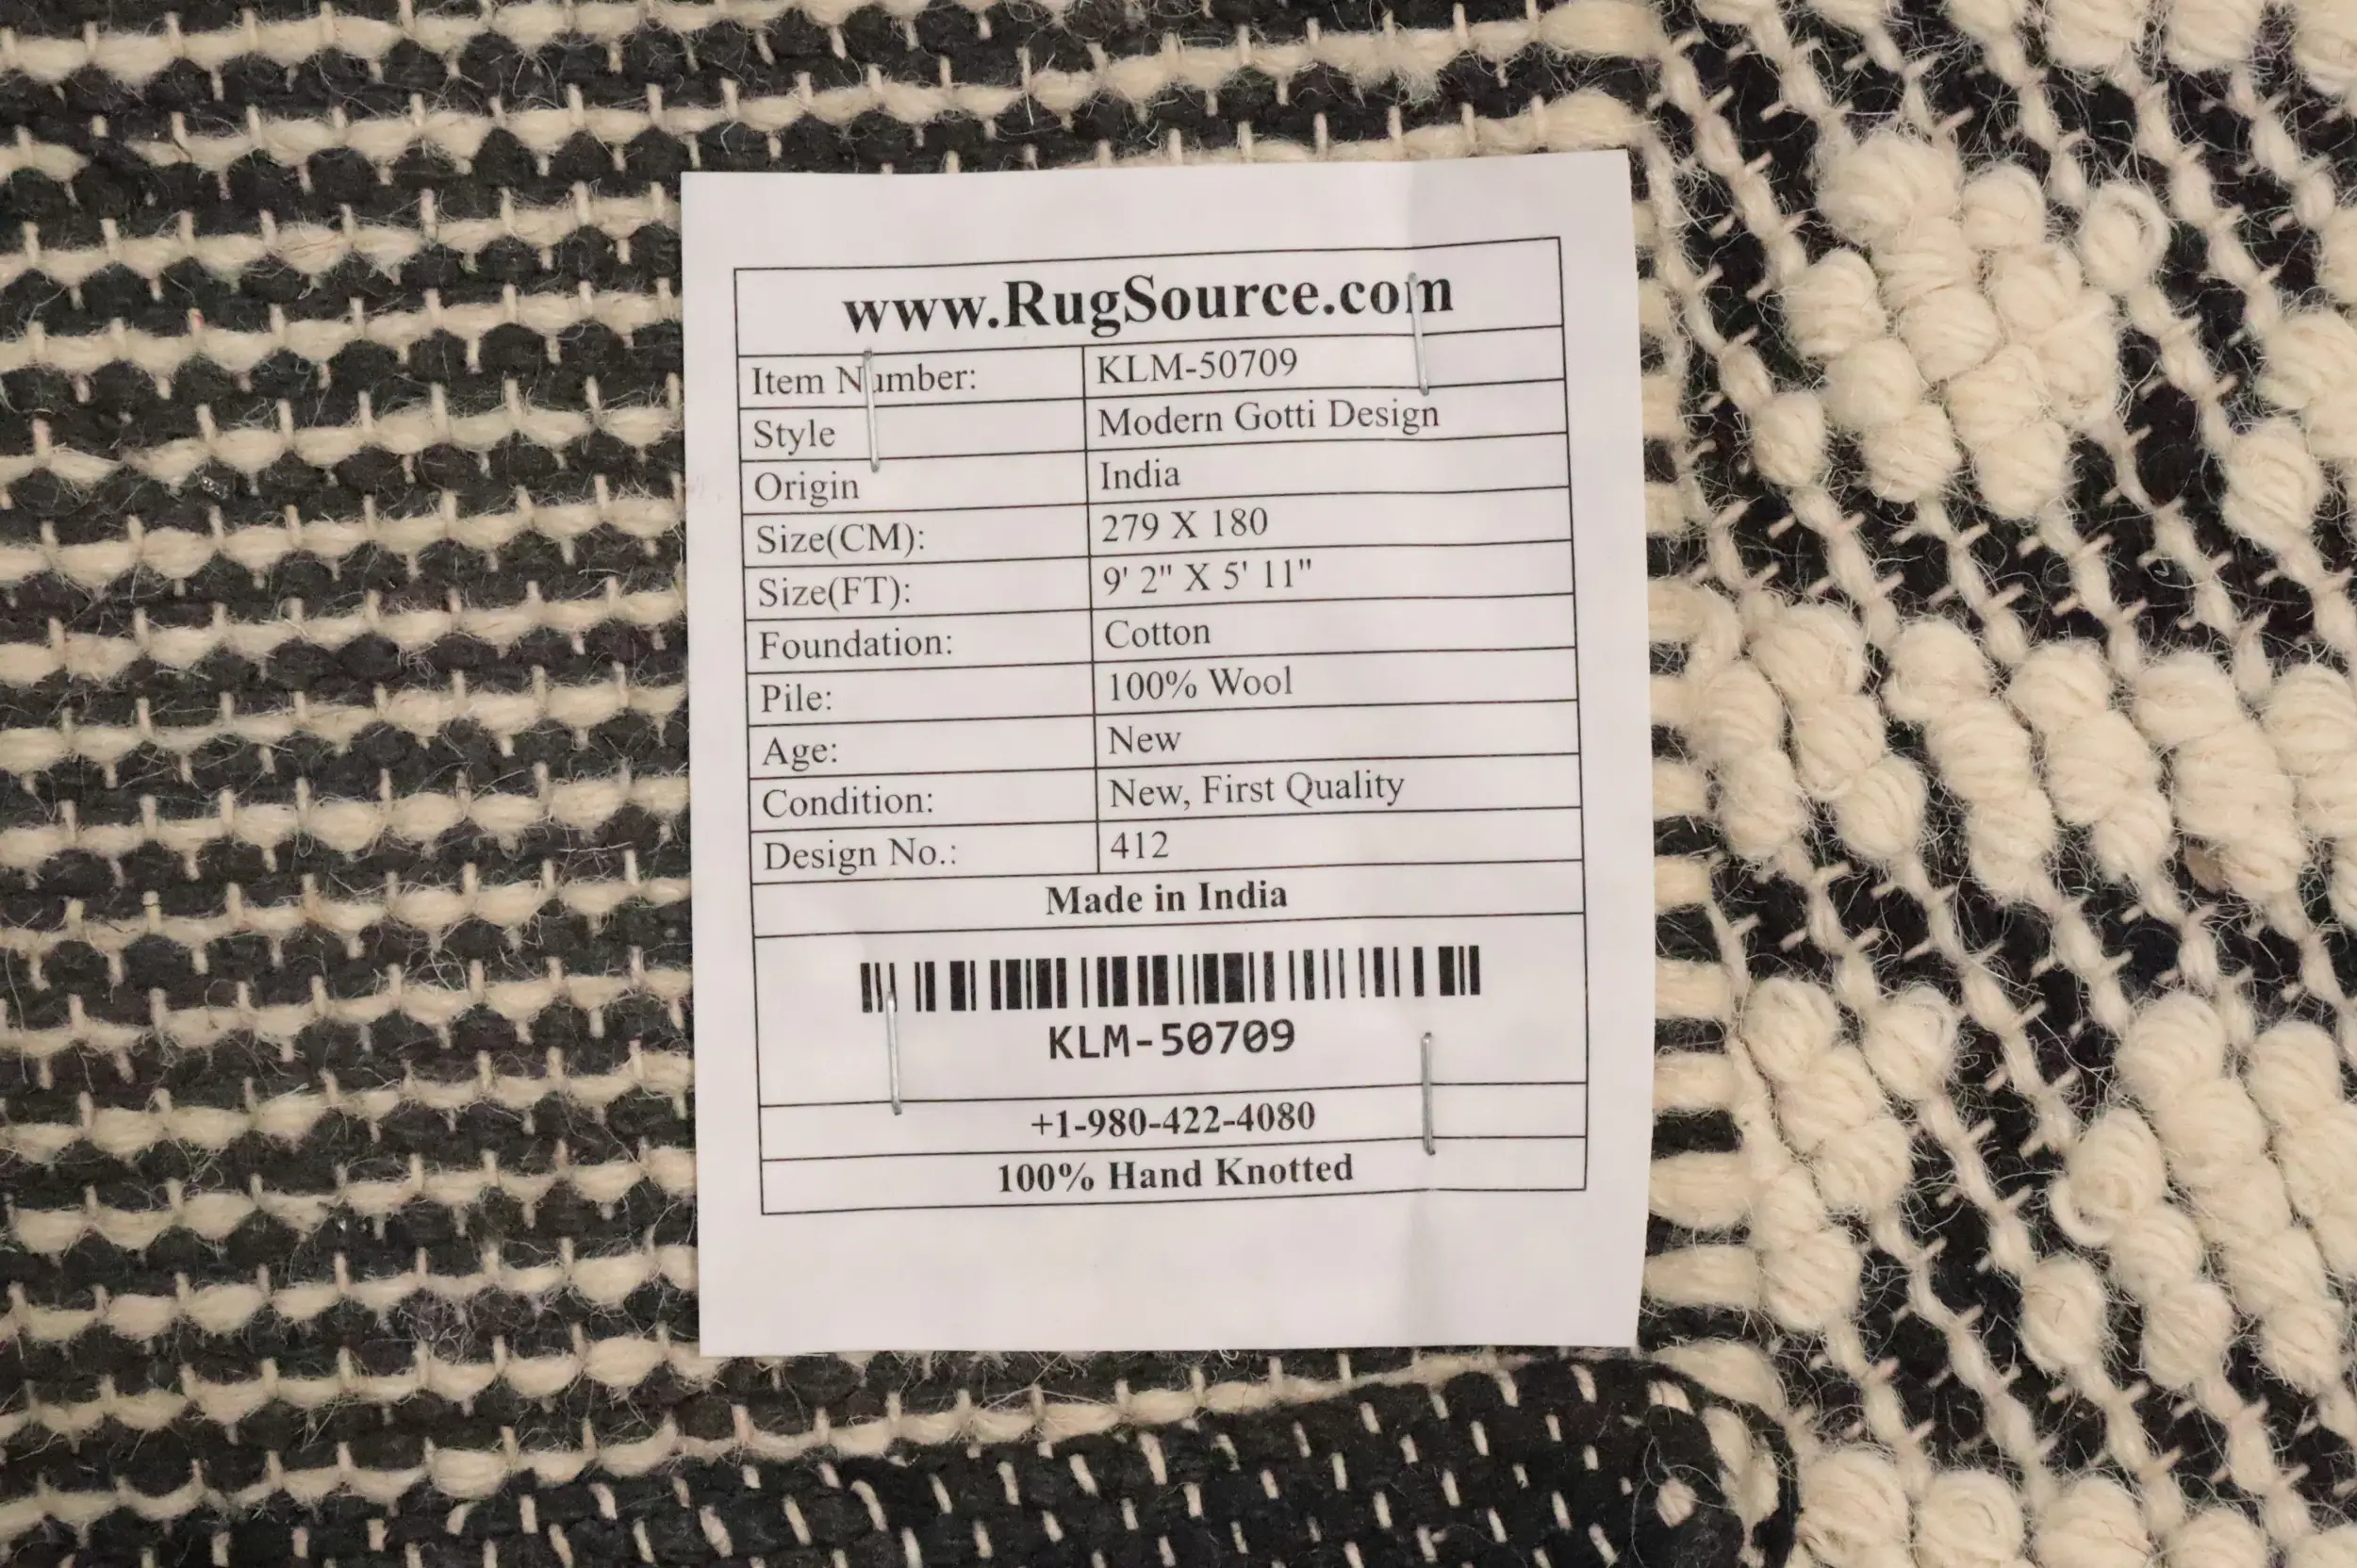 www.RugSource.com
Item Number: KLM-50709
Style Modern Gotti Design
Origin India
Size(CM): 279 X 180
Size(FT): 9' 2" X 5' 11"
Foundation: Cotton
Pile: 100% Wool
Age: New
Condition: New, First Quality
Design No.: 412
Made in India
KLM-50709
+1-980-422-4080
100% Hand Knotted